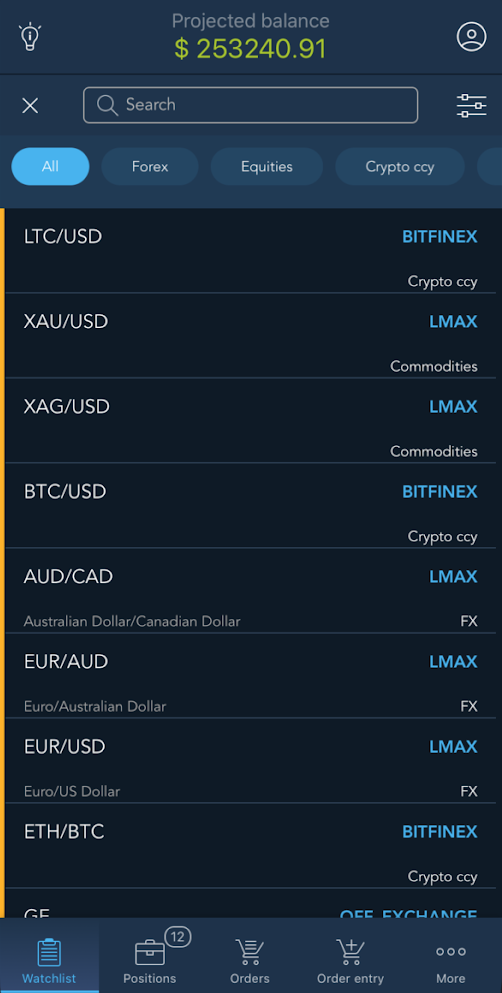 Projected balance
$ 253240.91
Search
All Forex Equities Crypto ccy
LTC/USD BITFINEX
Crypto ccy
XAU/USD LMAX
Commodities
XAG/USD LMAX
Commodities
BTC/USD BITFINEX
Crypto ccy
AUD/CAD LMAX
Australian Dollar/Canadian Dollar FX
EUR/AUD LMAX
Euro/Australian Dollar FX
EUR/USD LMAX
Euro/US Dollar FX
ETH/BTC BITFINEX
Crypto ccy
GE OFF_EXCHANGE
12
Watchlist Positions Orders Order entry More